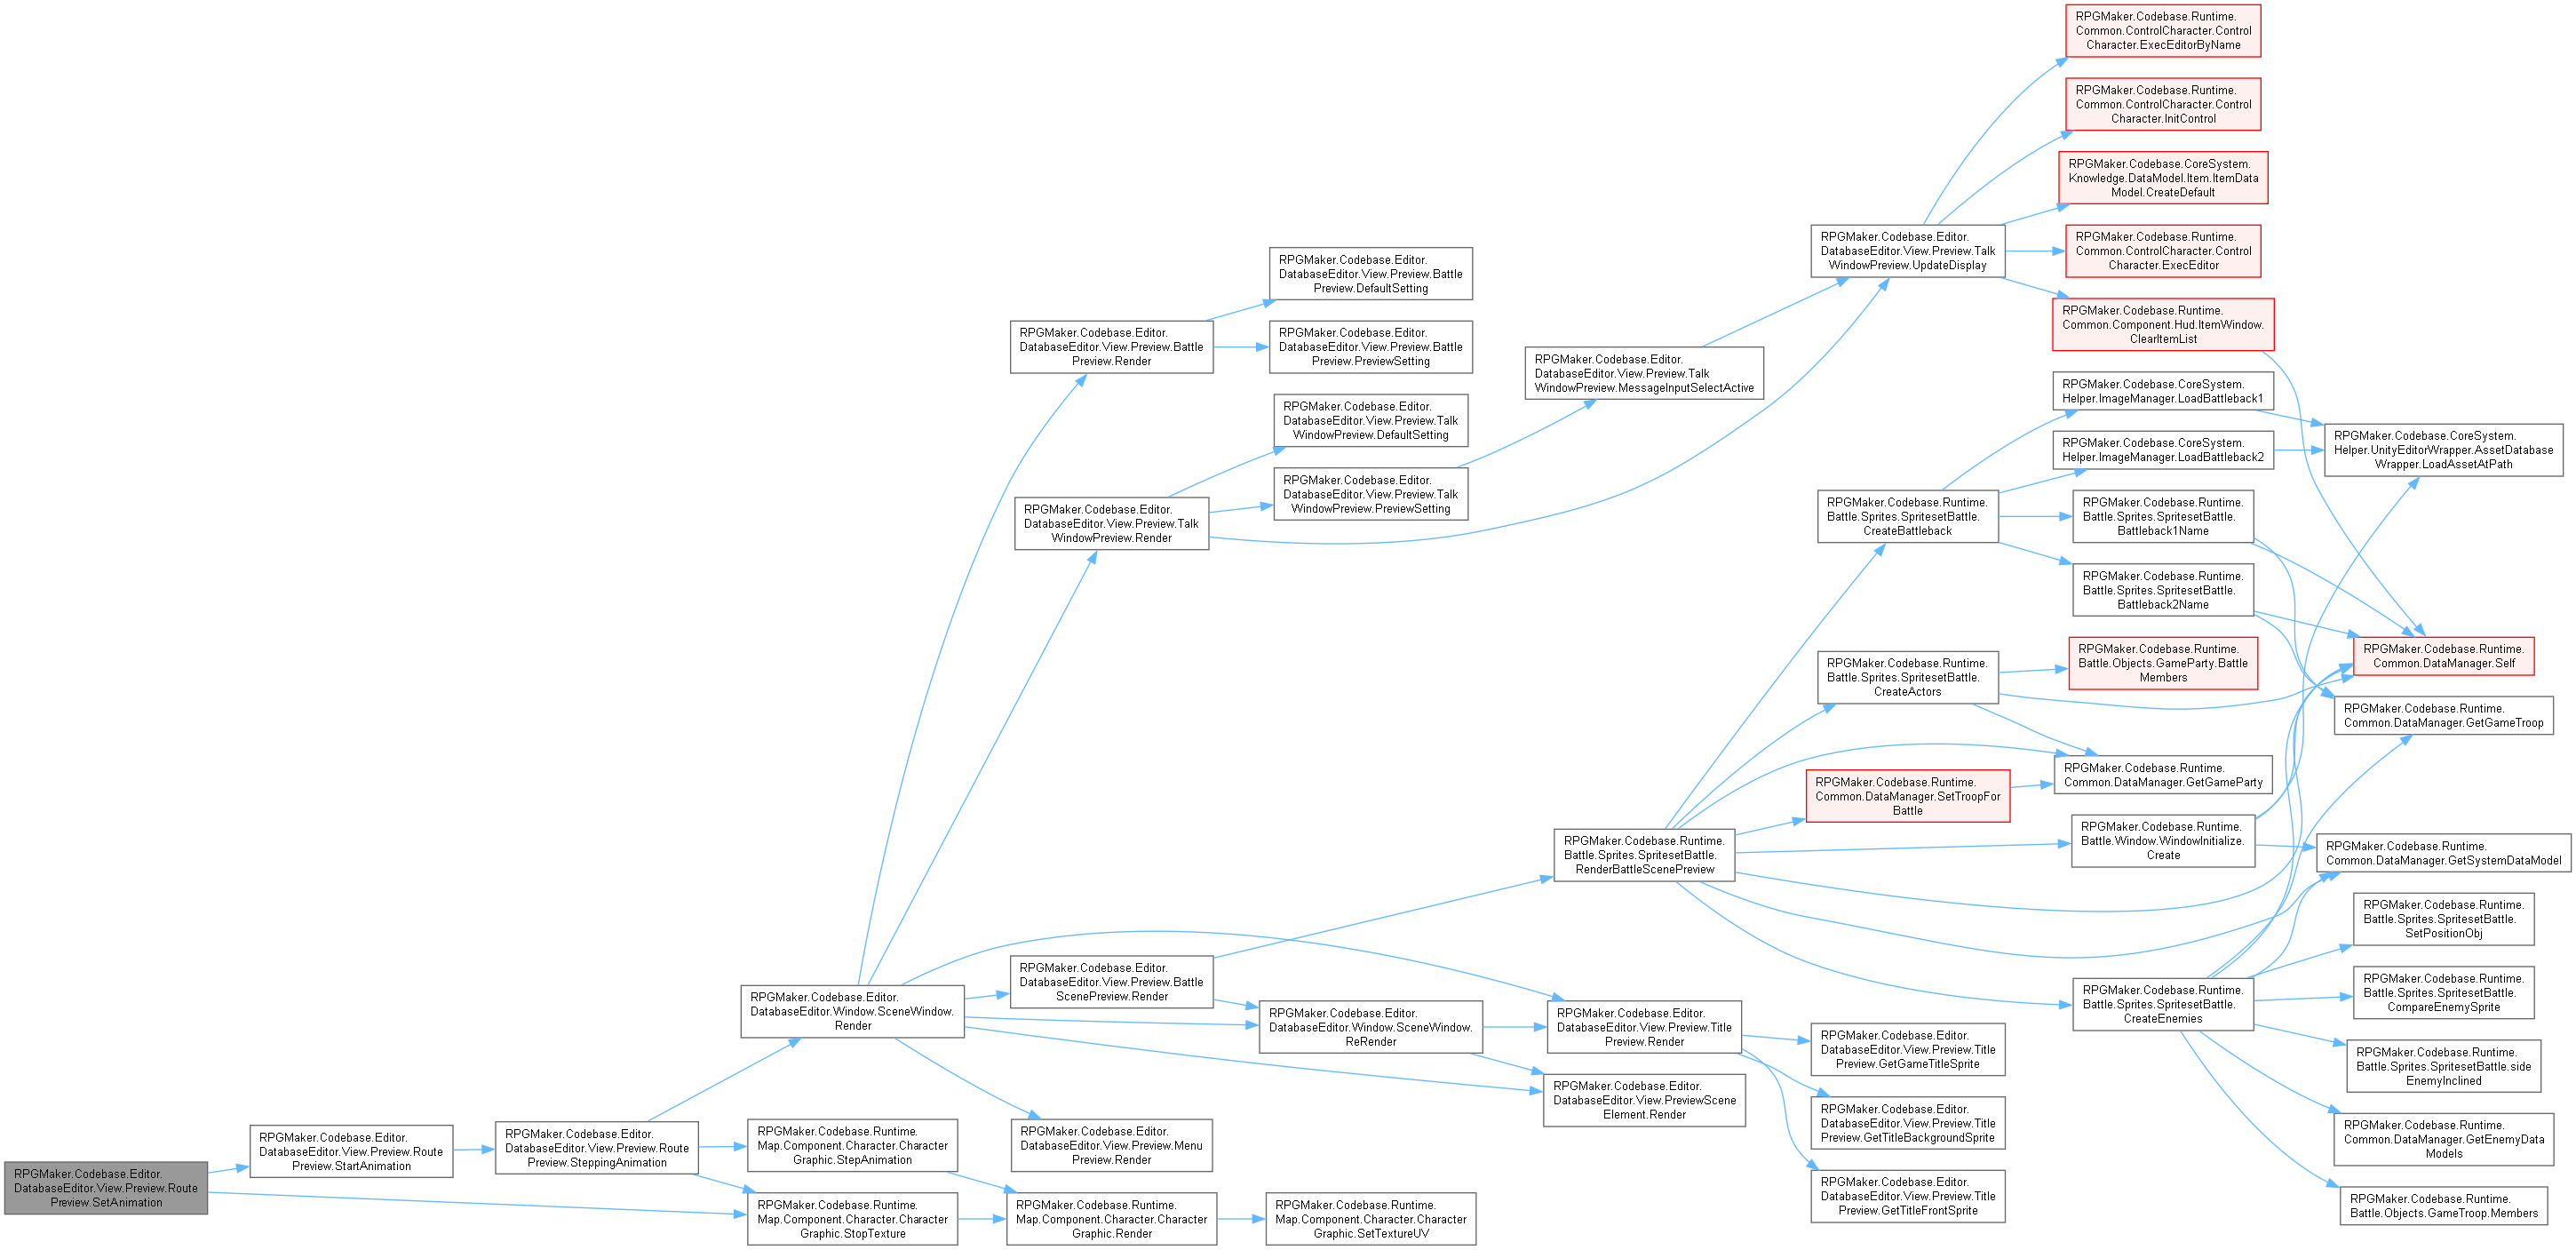 RPGMaker.Codebase.Editor.
DatabaseEditor.View.Preview.Route
Preview.SetAnimation
RPGMaker.Codebase.Editor.
DatabaseEditor.View.Preview.Route
Preview.StartAnimation
RPGMaker.Codebase.Editor.
DatabaseEditor.View.Preview.Route
Preview.SteppingAnimation
RPGMaker.Codebase.Editor.
DatabaseEditor.Window.SceneWindow.
Render
RPGMaker.Codebase.Runtime.
Map.Component.Character.Character
Graphic.StepAnimation
RPGMaker.Codebase.Runtime.
Map.Component.Character.Character
Graphic.StopTexture
RPGMaker.Codebase.Editor.
DatabaseEditor.View.Preview.Battle
Preview.Render
RPGMaker.Codebase.Editor.
DatabaseEditor.View.Preview.Talk
WindowPreview.Render
RPGMaker.Codebase.Editor.
DatabaseEditor.View.Preview.Battle
ScenePreview.Render
RPGMaker.Codebase.Editor.
DatabaseEditor.View.Preview.Menu
Preview.Render
RPGMaker.Codebase.Runtime.
Map.Component.Character.Character
Graphic.Render
RPGMaker.Codebase.Editor.
DatabaseEditor.View.Preview.Battle
Preview.DefaultSetting
RPGMaker.Codebase.Editor.
DatabaseEditor.View.Preview.Battle
Preview.PreviewSetting
RPGMaker.Codebase.Editor.
DatabaseEditor.View.Preview.Talk
WindowPreview.DefaultSetting
RPGMaker.Codebase.Editor.
DatabaseEditor.View.Preview.Talk
WindowPreview.PreviewSetting
RPGMaker.Codebase.Editor.
DatabaseEditor.Window.SceneWindow.
ReRender
RPGMaker.Codebase.Runtime.
Map.Component.Character.Character
Graphic.SetTextureUV
RPGMaker.Codebase.Editor.
DatabaseEditor.View.Preview.Talk
WindowPreview.MessageInputSelectActive
RPGMaker.Codebase.Runtime.
Battle.Sprites.SpritesetBattle.
RenderBattleScenePreview
RPGMaker.Codebase.Editor.
DatabaseEditor.View.Preview.Title
Preview.Render
RPGMaker.Codebase.Editor.
DatabaseEditor.View.PreviewScene
Element.Render
RPGMaker.Codebase.Editor.
DatabaseEditor.View.Preview.Talk
WindowPreview.UpdateDisplay
RPGMaker.Codebase.Runtime.
Battle.Sprites.SpritesetBattle.
CreateBattleback
RPGMaker.Codebase.Runtime.
Battle.Sprites.SpritesetBattle.
CreateActors
RPGMaker.Codebase.Runtime.
Common.DataManager.SetTroopFor
Battle
RPGMaker.Codebase.Editor.
DatabaseEditor.View.Preview.Title
Preview.GetGameTitleSprite
RPGMaker.Codebase.Editor.
DatabaseEditor.View.Preview.Title
Preview.GetTitleBackgroundSprite
RPGMaker.Codebase.Editor.
DatabaseEditor.View.Preview.Title
Preview.GetTitleFrontSprite
RPGMaker.Codebase.Runtime.
Common.ControlCharacter.Control
Character.ExecEditorByName
RPGMaker.Codebase.Runtime.
Common.ControlCharacter.Control
Character.InitControl
RPGMaker.Codebase.CoreSystem.
Knowledge.DataModel.Item.ItemData
Model.CreateDefault
RPGMaker.Codebase.Runtime.
Common.ControlCharacter.Control
Character.ExecEditor
RPGMaker.Codebase.Runtime.
Common.Component.Hud.ItemWindow.
ClearItemList
RPGMaker.Codebase.CoreSystem.
Helper.ImageManager.LoadBattleback1
RPGMaker.Codebase.CoreSystem.
Helper.ImageManager.LoadBattleback2
RPGMaker.Codebase.Runtime.
Battle.Sprites.SpritesetBattle.
Battleback1Name
RPGMaker.Codebase.Runtime.
Battle.Sprites.SpritesetBattle.
Battleback2Name
RPGMaker.Codebase.Runtime.
Battle.Objects.GameParty.Battle
Members
RPGMaker.Codebase.Runtime.
Common.DataManager.GetGameParty
RPGMaker.Codebase.Runtime.
Battle.Window.WindowInitialize.
Create
RPGMaker.Codebase.Runtime.
Battle.Sprites.SpritesetBattle.
CreateEnemies
RPGMaker.Codebase.CoreSystem.
Helper.UnityEditorWrapper.AssetDatabase
Wrapper.LoadAssetAtPath
RPGMaker.Codebase.Runtime.
Common.DataManager.Self
RPGMaker.Codebase.Runtime.
Common.DataManager.GetGameTroop
RPGMaker.Codebase.Runtime.
Common.DataManager.GetSystemDataModel
RPGMaker.Codebase.Runtime.
Battle.Sprites.SpritesetBattle.
SetPositionObj
RPGMaker.Codebase.Runtime.
Battle.Sprites.SpritesetBattle.
CompareEnemySprite
RPGMaker.Codebase.Runtime.
Battle.Sprites.SpritesetBattle.side
EnemyInclined
RPGMaker.Codebase.Runtime.
Common.DataManager.GetEnemyData
Models
RPGMaker.Codebase.Runtime.
Battle.Objects.GameTroop.Members